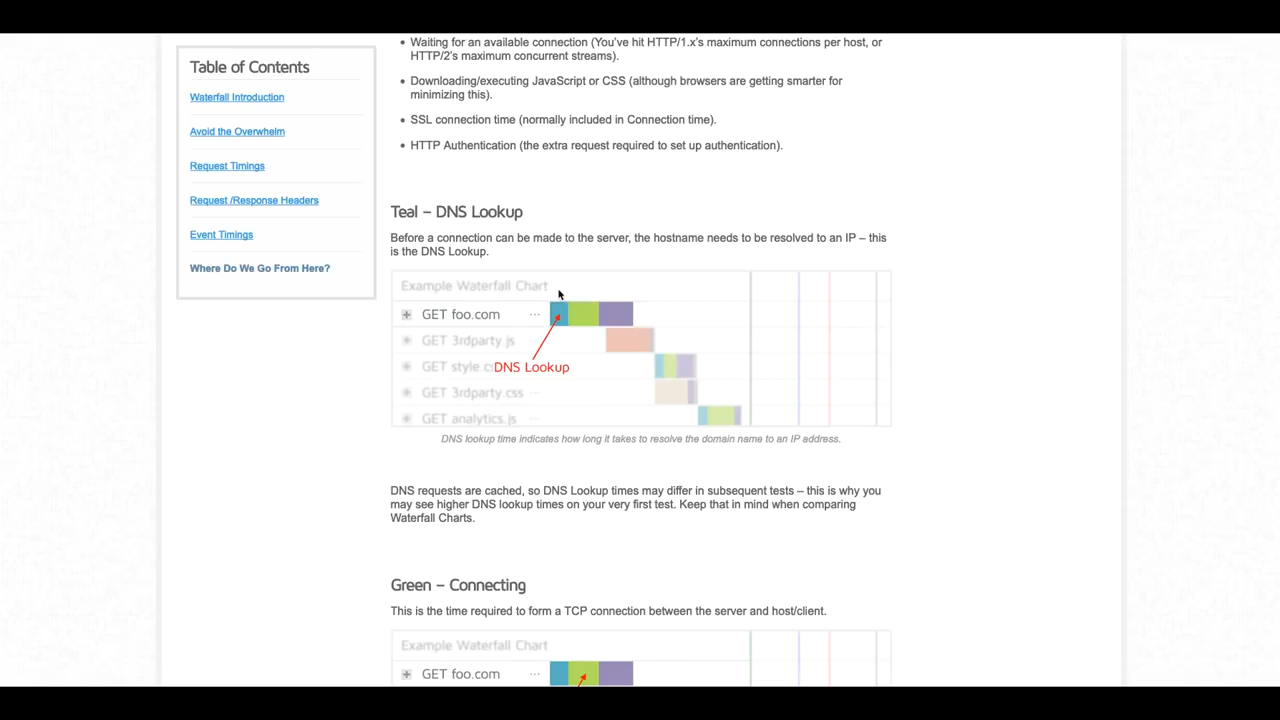 Table of Contents
Waterfall Introduction
Avoid the Overwhelm
Request Timings
Request /Response Headers
Event Timings
Where Do We Go From Here?
• Waiting for an available connection (You've hit HTTP/1.x's maximum connections per host, or
HTTP/2's maximum concurrent streams).
• Downloading/executing JavaScript or CSS (although browsers are getting smarter for
minimizing this).
• SSL connection time (normally included in Connection time).
• HTTP Authentication (the extra request required to set up authentication).
Teal – DNS Lookup
Before a connection can be made to the server, the hostname needs to be resolved to an IP – this
is the DNS Lookup.
Example Waterfall Chart
GET foo.com ...
GET 3rdparty.js
GET style.c
DNS Lookup
GET 3rdparty.css ...
GET analytics.js ...
DNS lookup time indicates how long it takes to resolve the domain name to an IP address.
DNS requests are cached, so DNS Lookup times may differ in subsequent tests – this is why you
may see higher DNS lookup times on your very first test. Keep that in mind when comparing
Waterfall Charts.
Green – Connecting
This is the time required to form a TCP connection between the server and host/client.
Example Waterfall Chart
GET foo.com ...